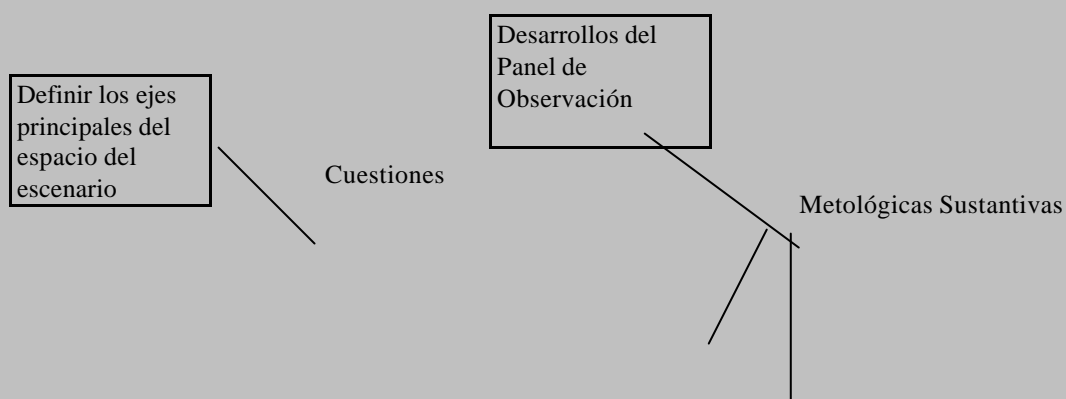 Definir los ejes
principales del
espacio del
escenario
Cuestiones
Desarrollos del
Panel de
Observación
Metológicas Sustantivas